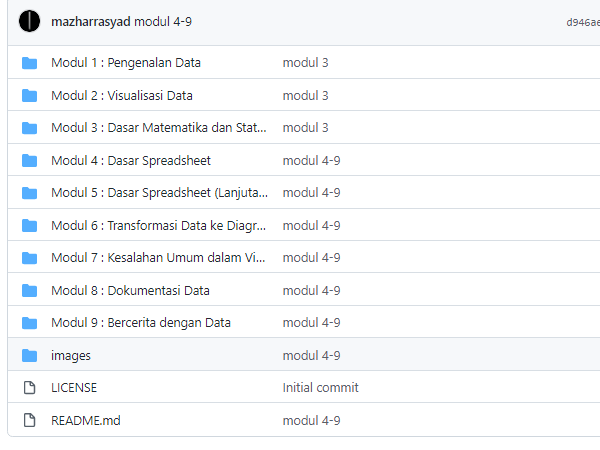 mazharrasyad modul 4-9 d946ae
Modul 1 : Pengenalan Data modul 3
Modul 2 : Visualisasi Data modul 3
Modul 3 : Dasar Matematika dan Stat... modul 3
Modul 4 : Dasar Spreadsheet modul 4-9
Modul 5 : Dasar Spreadsheet (Lanjuta... modul 4-9
Modul 6 : Transformasi Data ke Diagr... modul 4-9
Modul 7 : Kesalahan Umum dalam Vi... modul 4-9
Modul 8 : Dokumentasi Data modul 4-9
Modul 9 : Bercerita dengan Data modul 4-9
images modul 4-9
LICENSE Initial commit
README.md modul 4-9